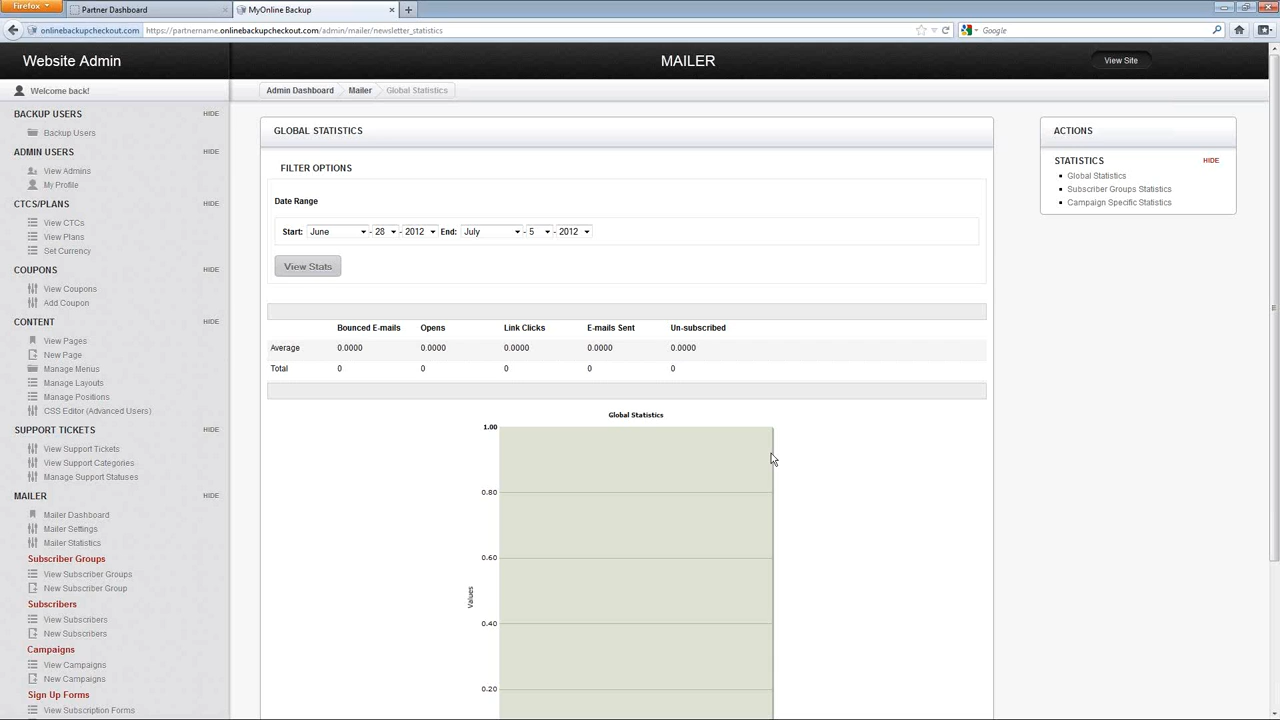 Firefox
Partner Dashboard
MyOnline Backup
onlinebackupcheckout.com
https://partnername.onlinebackupcheckout.com/admin/mailer/newsletter_statistics
Google
Website Admin
MAILER
View Site
Welcome back!
Admin Dashboard
Mailer
Global Statistics
BACKUP USERS HIDE
Backup Users
ADMIN USERS HIDE
View Admins
My Profile
CTCS/PLANS HIDE
View CTCs
View Plans
Set Currency
COUPONS HIDE
View Coupons
Add Coupon
CONTENT HIDE
View Pages
New Page
Manage Menus
Manage Layouts
Manage Positions
CSS Editor (Advanced Users)
SUPPORT TICKETS HIDE
View Support Tickets
View Support Categories
Manage Support Statuses
MAILER HIDE
Mailer Dashboard
Mailer Settings
Mailer Statistics
Subscriber Groups
View Subscriber Groups
New Subscriber Group
Subscribers
View Subscribers
New Subscribers
Campaigns
View Campaigns
New Campaigns
Sign Up Forms
View Subscription Forms
GLOBAL STATISTICS
FILTER OPTIONS
Date Range
Start: June - 28 - 2012 End: July - 5 - 2012
View Stats
Bounced E-mails Opens Link Clicks E-mails Sent Un-subscribed
Average 0.0000 0.0000 0.0000 0.0000 0.0000
Total 0 0 0 0 0
Global Statistics
1.00
0.80
0.60
Values
0.40
0.20
ACTIONS
STATISTICS HIDE
Global Statistics
Subscriber Groups Statistics
Campaign Specific Statistics